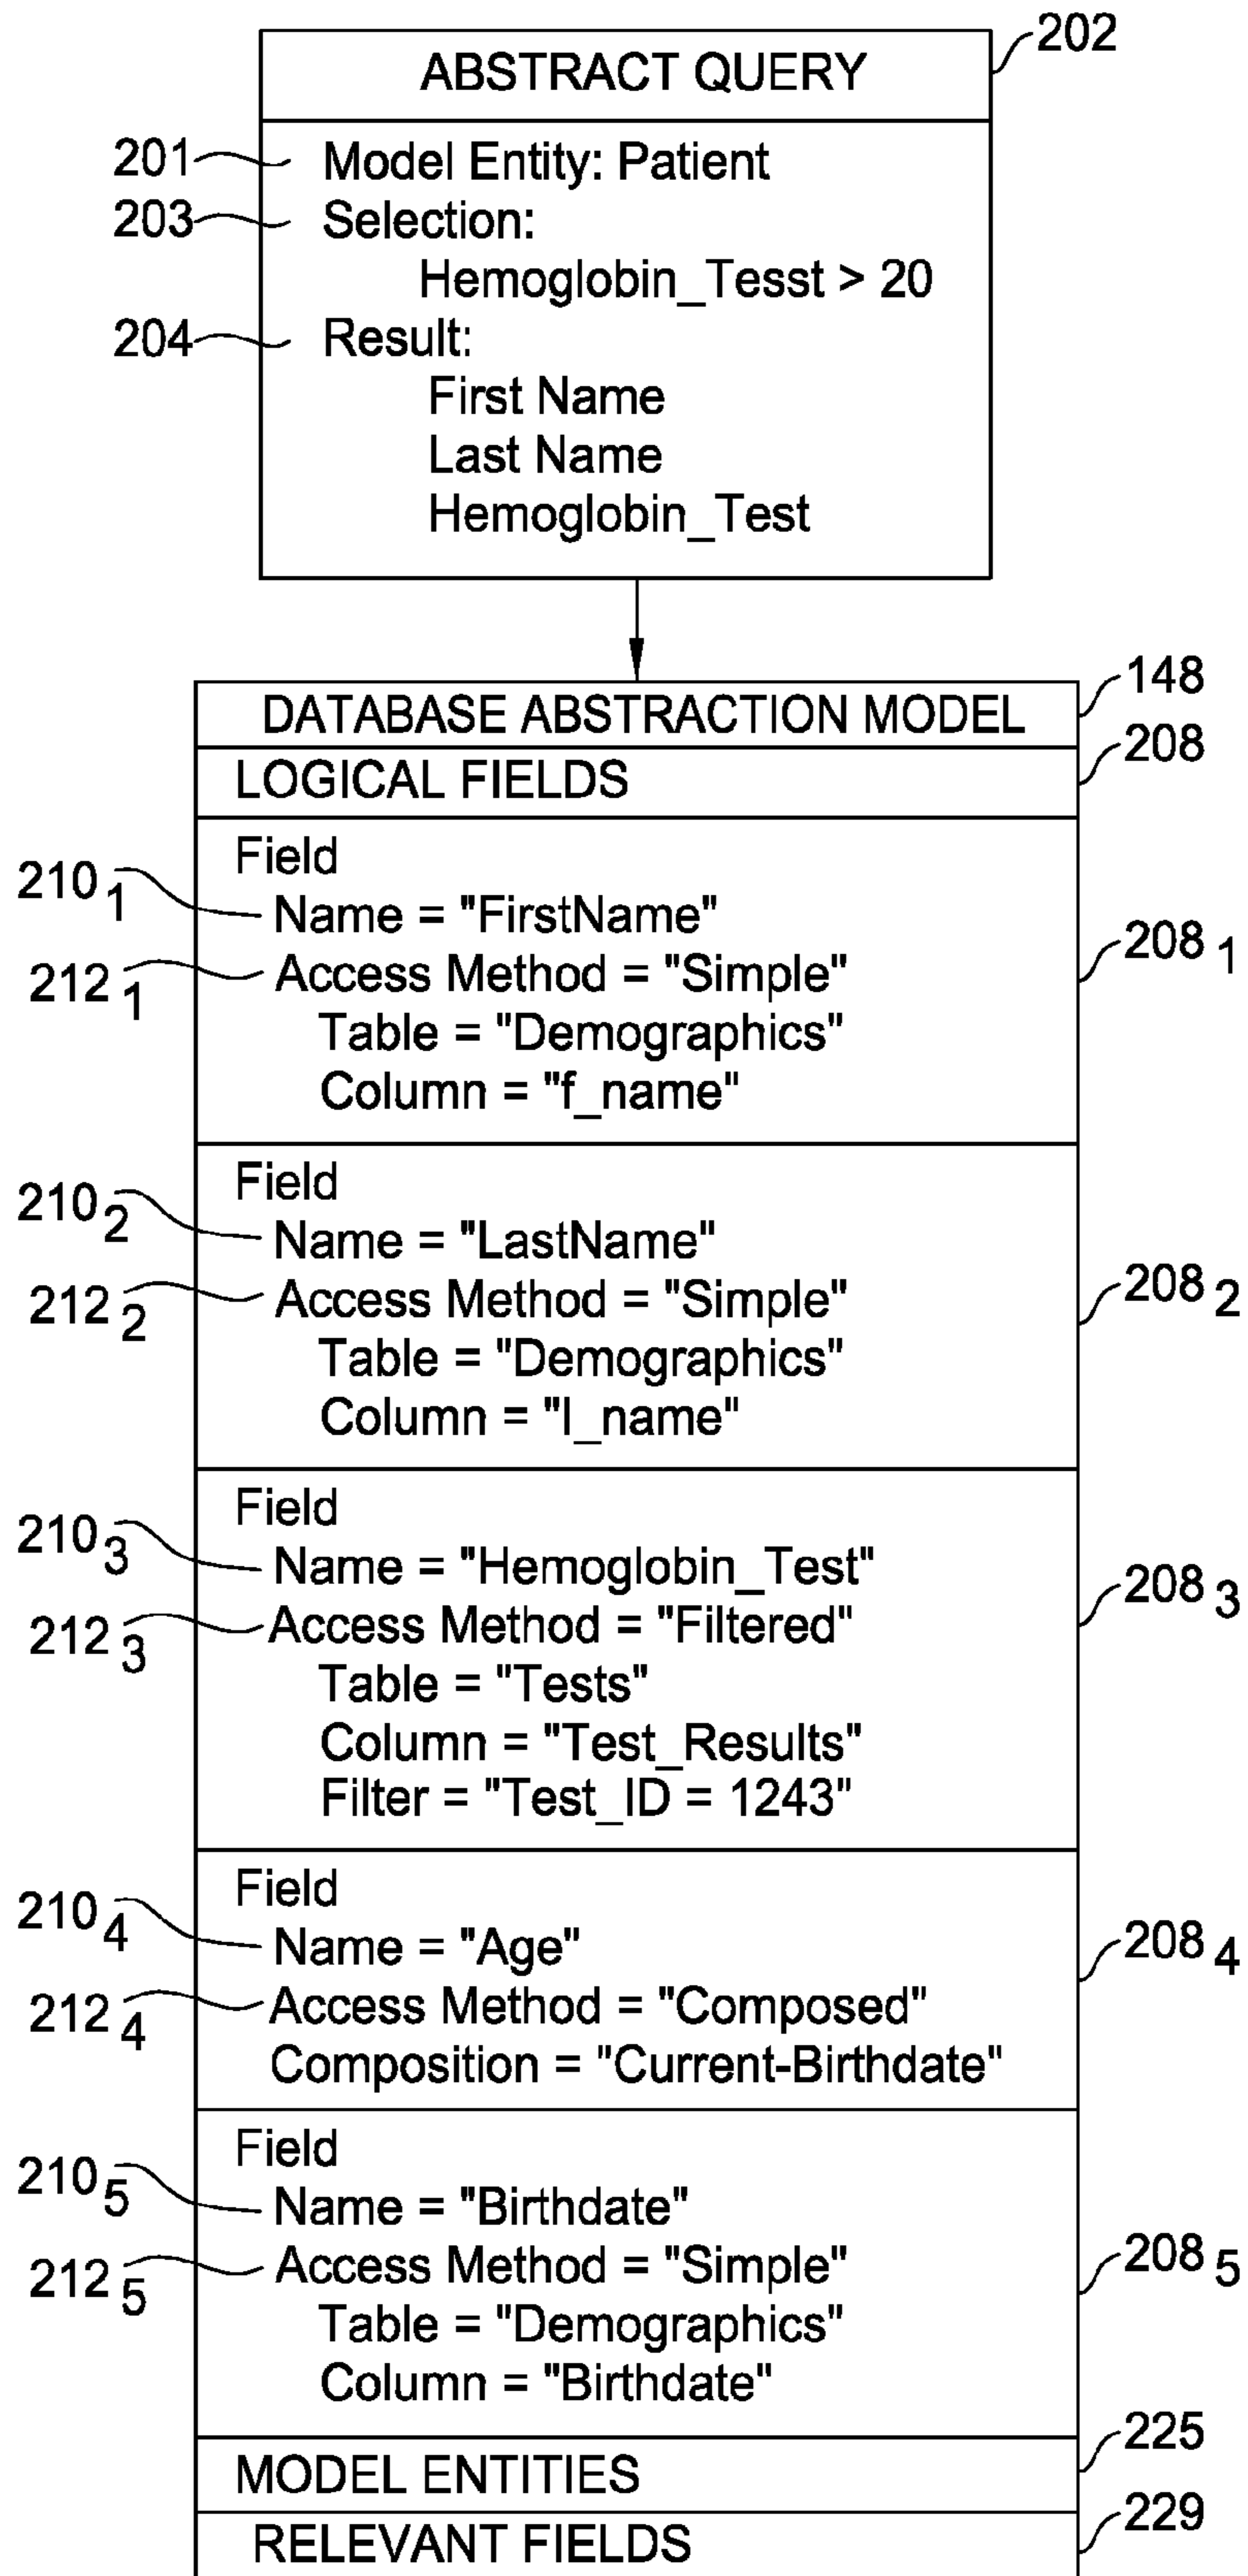 202
ABSTRACT QUERY
201 Model Entity: Patient
203 Selection:
Hemoglobin_Tesst > 20
204 Result:
First Name
Last Name
Hemoglobin_Test
DATABASE ABSTRACTION MODEL 148
LOGICAL FIELDS 208
Field
210 1 Name = "FirstName"
212 1 Access Method = "Simple" 208 1
Table = "Demographics"
Column = "f_name"
Field
210 2 Name = "LastName"
212 2 Access Method = "Simple" 208 2
Table = "Demographics"
Column = "l_name"
Field
210 3 Name = "Hemoglobin_Test"
212 3 Access Method = "Filtered" 208 3
Table = "Tests"
Column = "Test_Results"
Filter = "Test_ID = 1243"
Field
210 4 Name = "Age" 208 4
212 4 Access Method = "Composed"
Composition = "Current-Birthdate"
Field
210 5 Name = "Birthdate"
212 5 Access Method = "Simple" 208 5
Table = "Demographics"
Column = "Birthdate"
MODEL ENTITIES 225
RELEVANT FIELDS 229